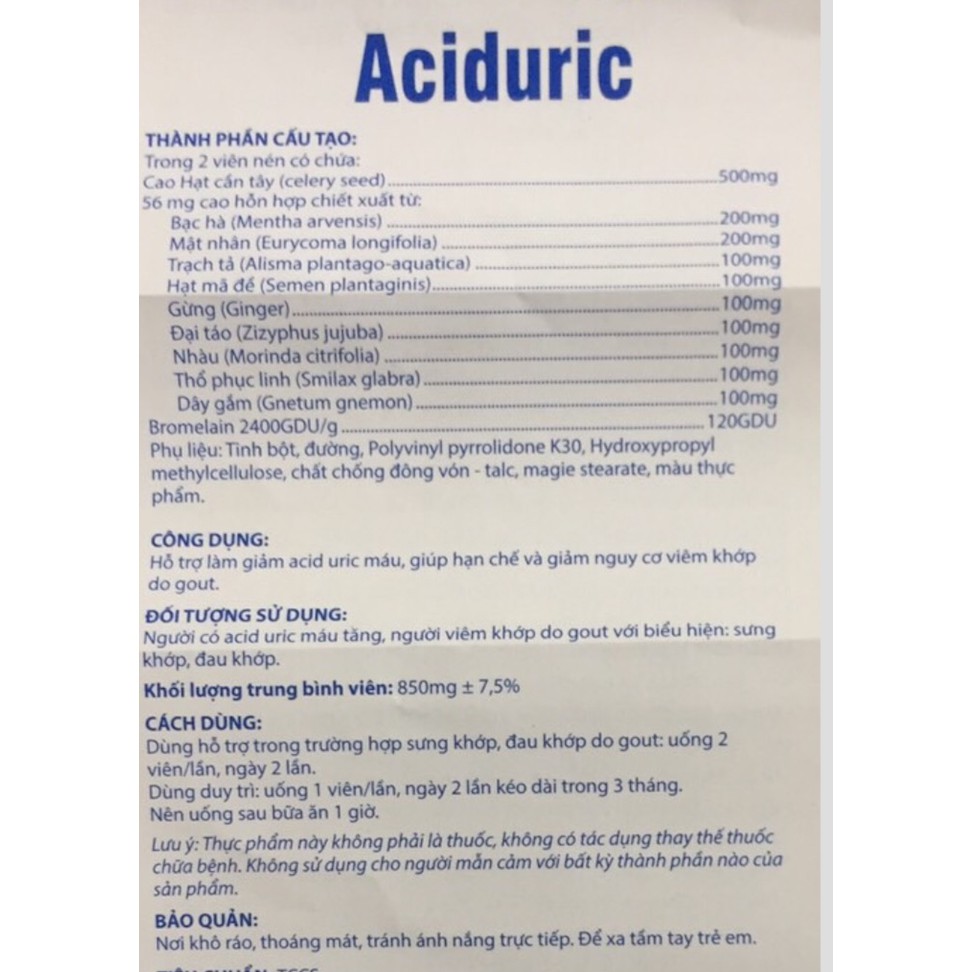 Aciduric
THÀNH PHẦN CẤU TẠO:
Trong 2 viên nén có chứa:
Cao Hạt cần tây (celery seed)......500mg
56 mg cao hỗn hợp chiết xuất từ:
Bạc hà (Mentha arvensis)......200mg
Mật nhân (Eurycoma longifolia)......200mg
Trạch tả (Alisma plantago-aquatica)......100mg
Hạt mã đề (Semen plantaginis)......100mg
Gừng (Ginger)......100mg
Đại táo (Zizyphus jujuba)......100mg
Nhàu (Morinda citrifolia)......100mg
Thổ phục linh (Smilax glabra)......100mg
Dây gắm (Gnetum gnemon)......100mg
Bromelain 2400GDU/g......120GDU
Phụ liệu: Tinh bột, đường, Polyvinyl pyrrolidone K30, Hydroxypropyl
methylcellulose, chất chống đông vón - talc, magie stearate, màu thực
phẩm.
CÔNG DỤNG:
Hỗ trợ làm giảm acid uric máu, giúp hạn chế và giảm nguy cơ viêm khớp
do gout.
ĐỐI TƯỢNG SỬ DỤNG:
Người có acid uric máu tăng, người viêm khớp do gout với biểu hiện: sưng
khớp, đau khớp.
Khối lượng trung bình viên: 850mg ± 7,5%
CÁCH DÙNG:
Dùng hỗ trợ trong trường hợp sưng khớp, đau khớp do gout: uống 2
viên/lần, ngày 2 lần.
Dùng duy trì: uống 1 viên/lần, ngày 2 lần kéo dài trong 3 tháng.
Nên uống sau bữa ăn 1 giờ.
Lưu ý: Thực phẩm này không phải là thuốc, không có tác dụng thay thế thuốc
chữa bệnh. Không sử dụng cho người mẫn cảm với bất kỳ thành phần nào của
sản phẩm.
BẢO QUẢN:
Nơi khô ráo, thoáng mát, tránh ánh nắng trực tiếp. Để xa tầm tay trẻ em.